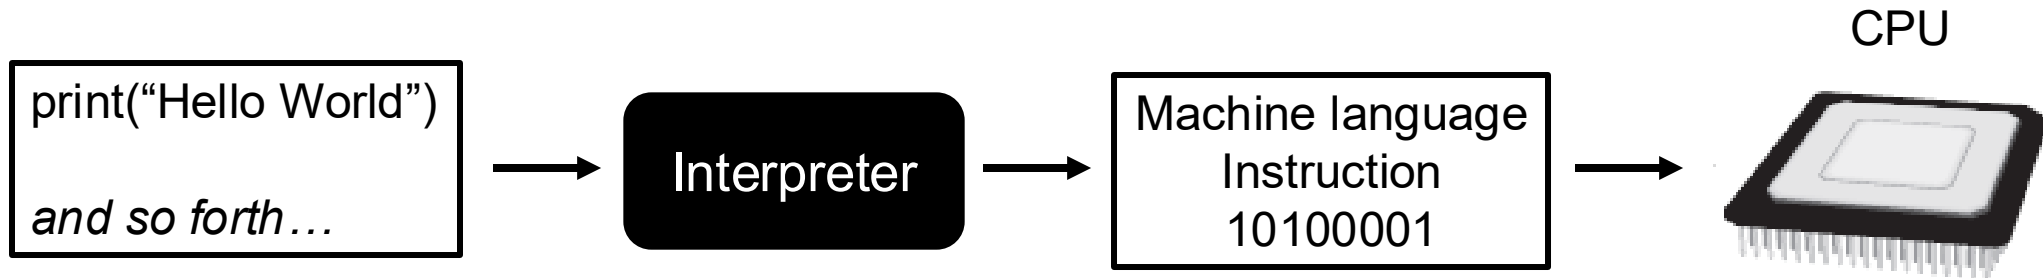 CPU
print(“Hello World”)
and so forth…
Interpreter
Machine language
Instruction
10100001